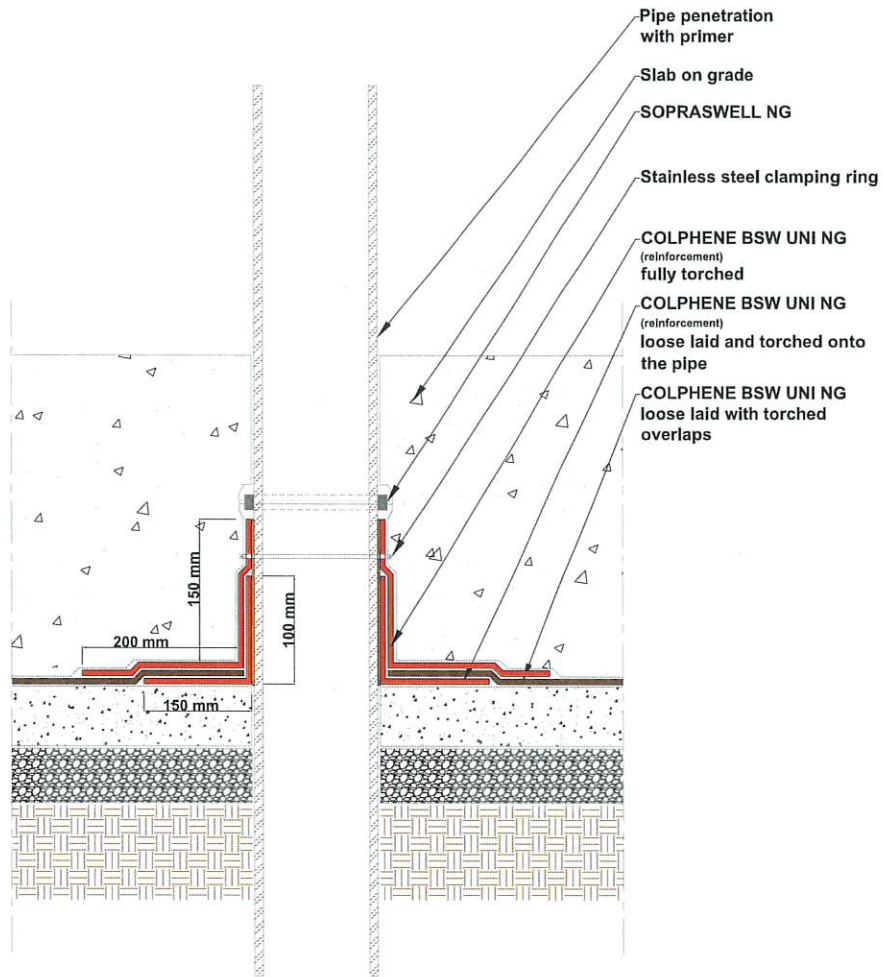 Pipe penetration
with primer
Slab on grade
SOPRASWELL NG
Stainless steel clamping ring
COLPHENE BSW UNI NG
(reinforcement)
fully torched
COLPHENE BSW UNI NG
(reinforcement)
loose laid and torched onto
the pipe
COLPHENE BSW UNI NG
loose laid with torched
overlaps
150 mm
100 mm
200 mm
150 mm